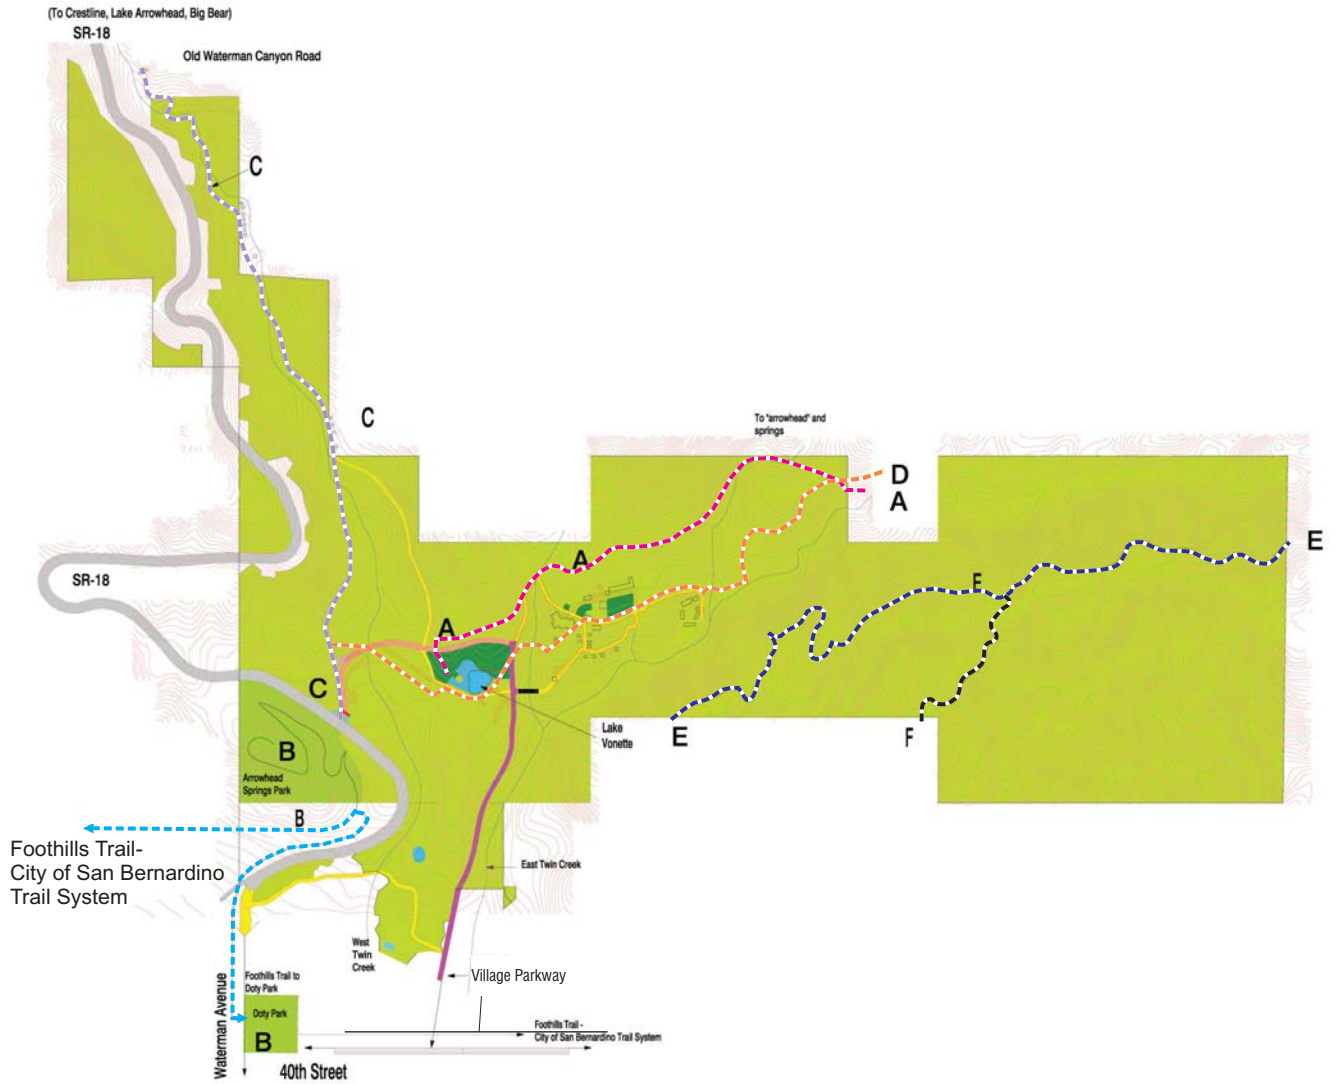 (To Crestline, Lake Arrowhead, Big Bear)
SR-18
Old Waterman Canyon Road
C
C
To "arrowhead" and
springs
D
A
A
E
E
SR-18
A
C
Lake
Vonette
E
F
B
Arrowhead
Springs Park
B
Foothills Trail-
City of San Bernardino
Trail System
East Twin Creek
West
Twin
Creek
Village Parkway
Waterman Avenue
Foothills Trail to
Doty Park
Doty Park
B
Foothills Trail -
City of San Bernardino Trail System
40th Street